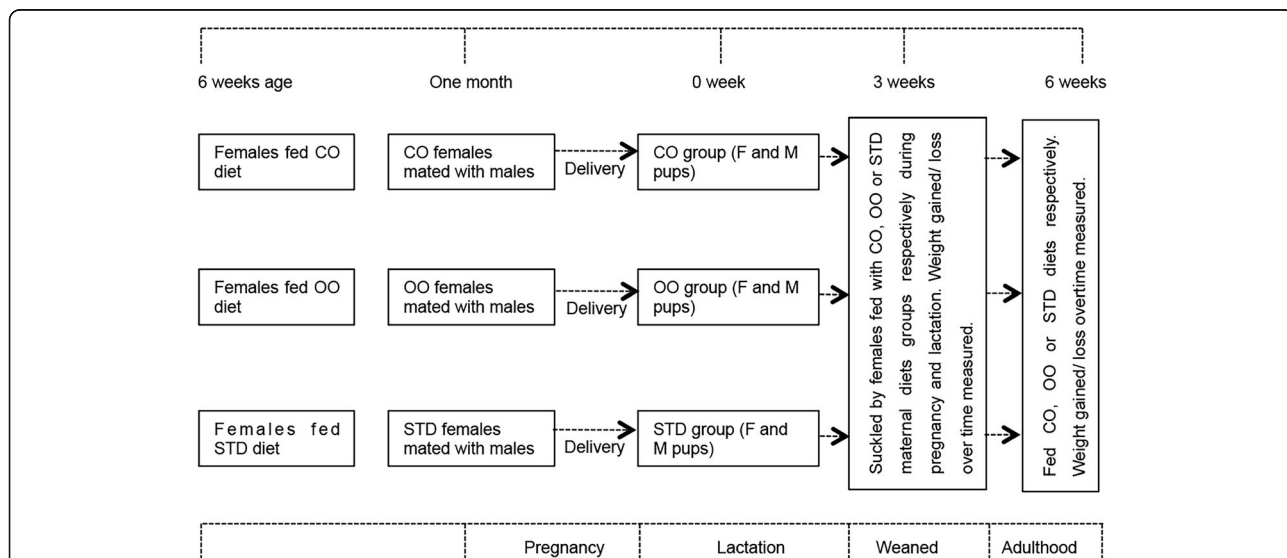 6 weeks age
One month
0 week
3 weeks
6 weeks
Females fed CO
diet
CO females
mated with males
Delivery
CO group (F and M
pups)
Females fed OO
diet
OO females
mated with males
Delivery
OO group (F and M
pups)
Females fed
STD diet
STD females
mated with males
Delivery
STD group (F and
M pups)
Suckled by females fed with CO, OO or STD
maternal diets groups respectively during
pregnancy and lactation. Weight gained/ loss
over time measured.
Fed CO, OO or STD diets respectively.
Weight gained/ loss overtime measured.
Pregnancy
Lactation
Weaned
Adulthood